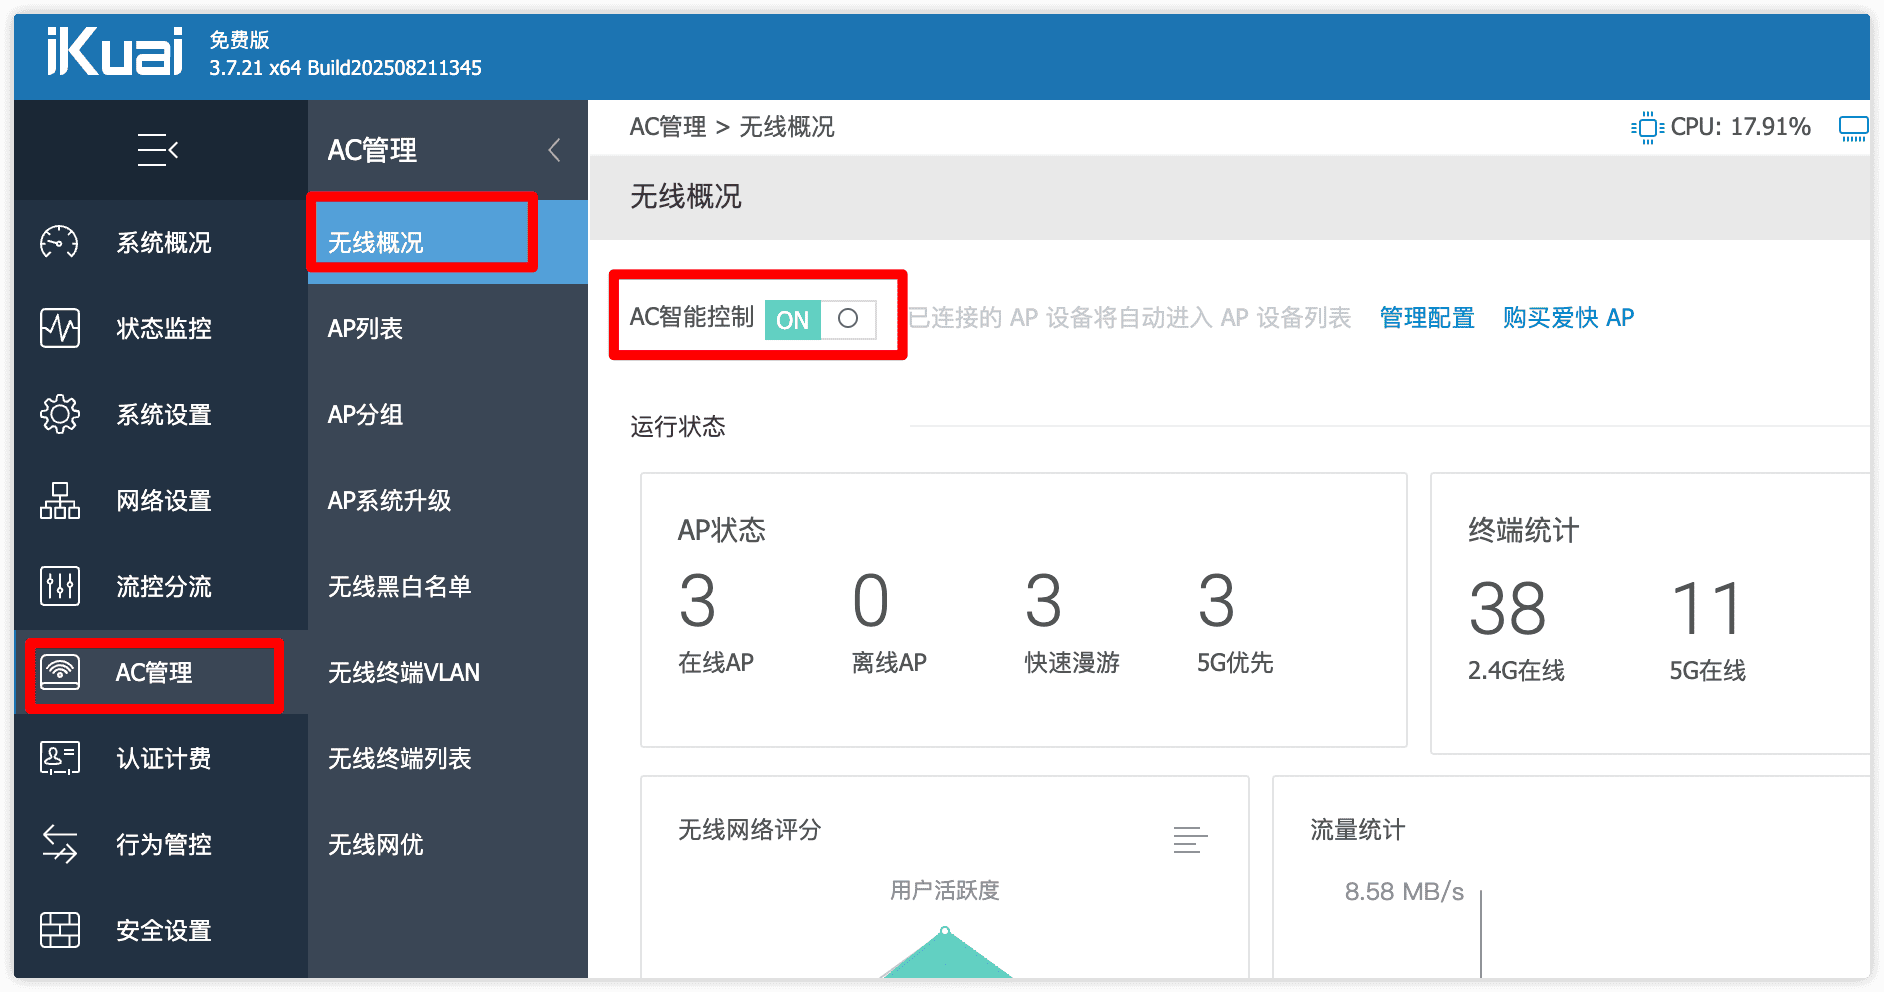 iKuai
免费版
3.7.21 x64 Build202508211345
AC管理
AC管理 > 无线概况
CPU: 17.91%
无线概况
系统概况
状态监控
系统设置
网络设置
流控分流
AC管理
认证计费
行为管控
安全设置
无线概况
AP列表
AP分组
AP系统升级
无线黑白名单
无线终端VLAN
无线终端列表
无线网优
AC智能控制 ON 已连接的 AP 设备将自动进入 AP 设备列表 管理配置 购买爱快 AP
运行状态
AP状态
3 0 3 3
在线AP 离线AP 快速漫游 5G优先
终端统计
38 11
2.4G在线 5G在线
无线网络评分
用户活跃度
流量统计
8.58 MB/s